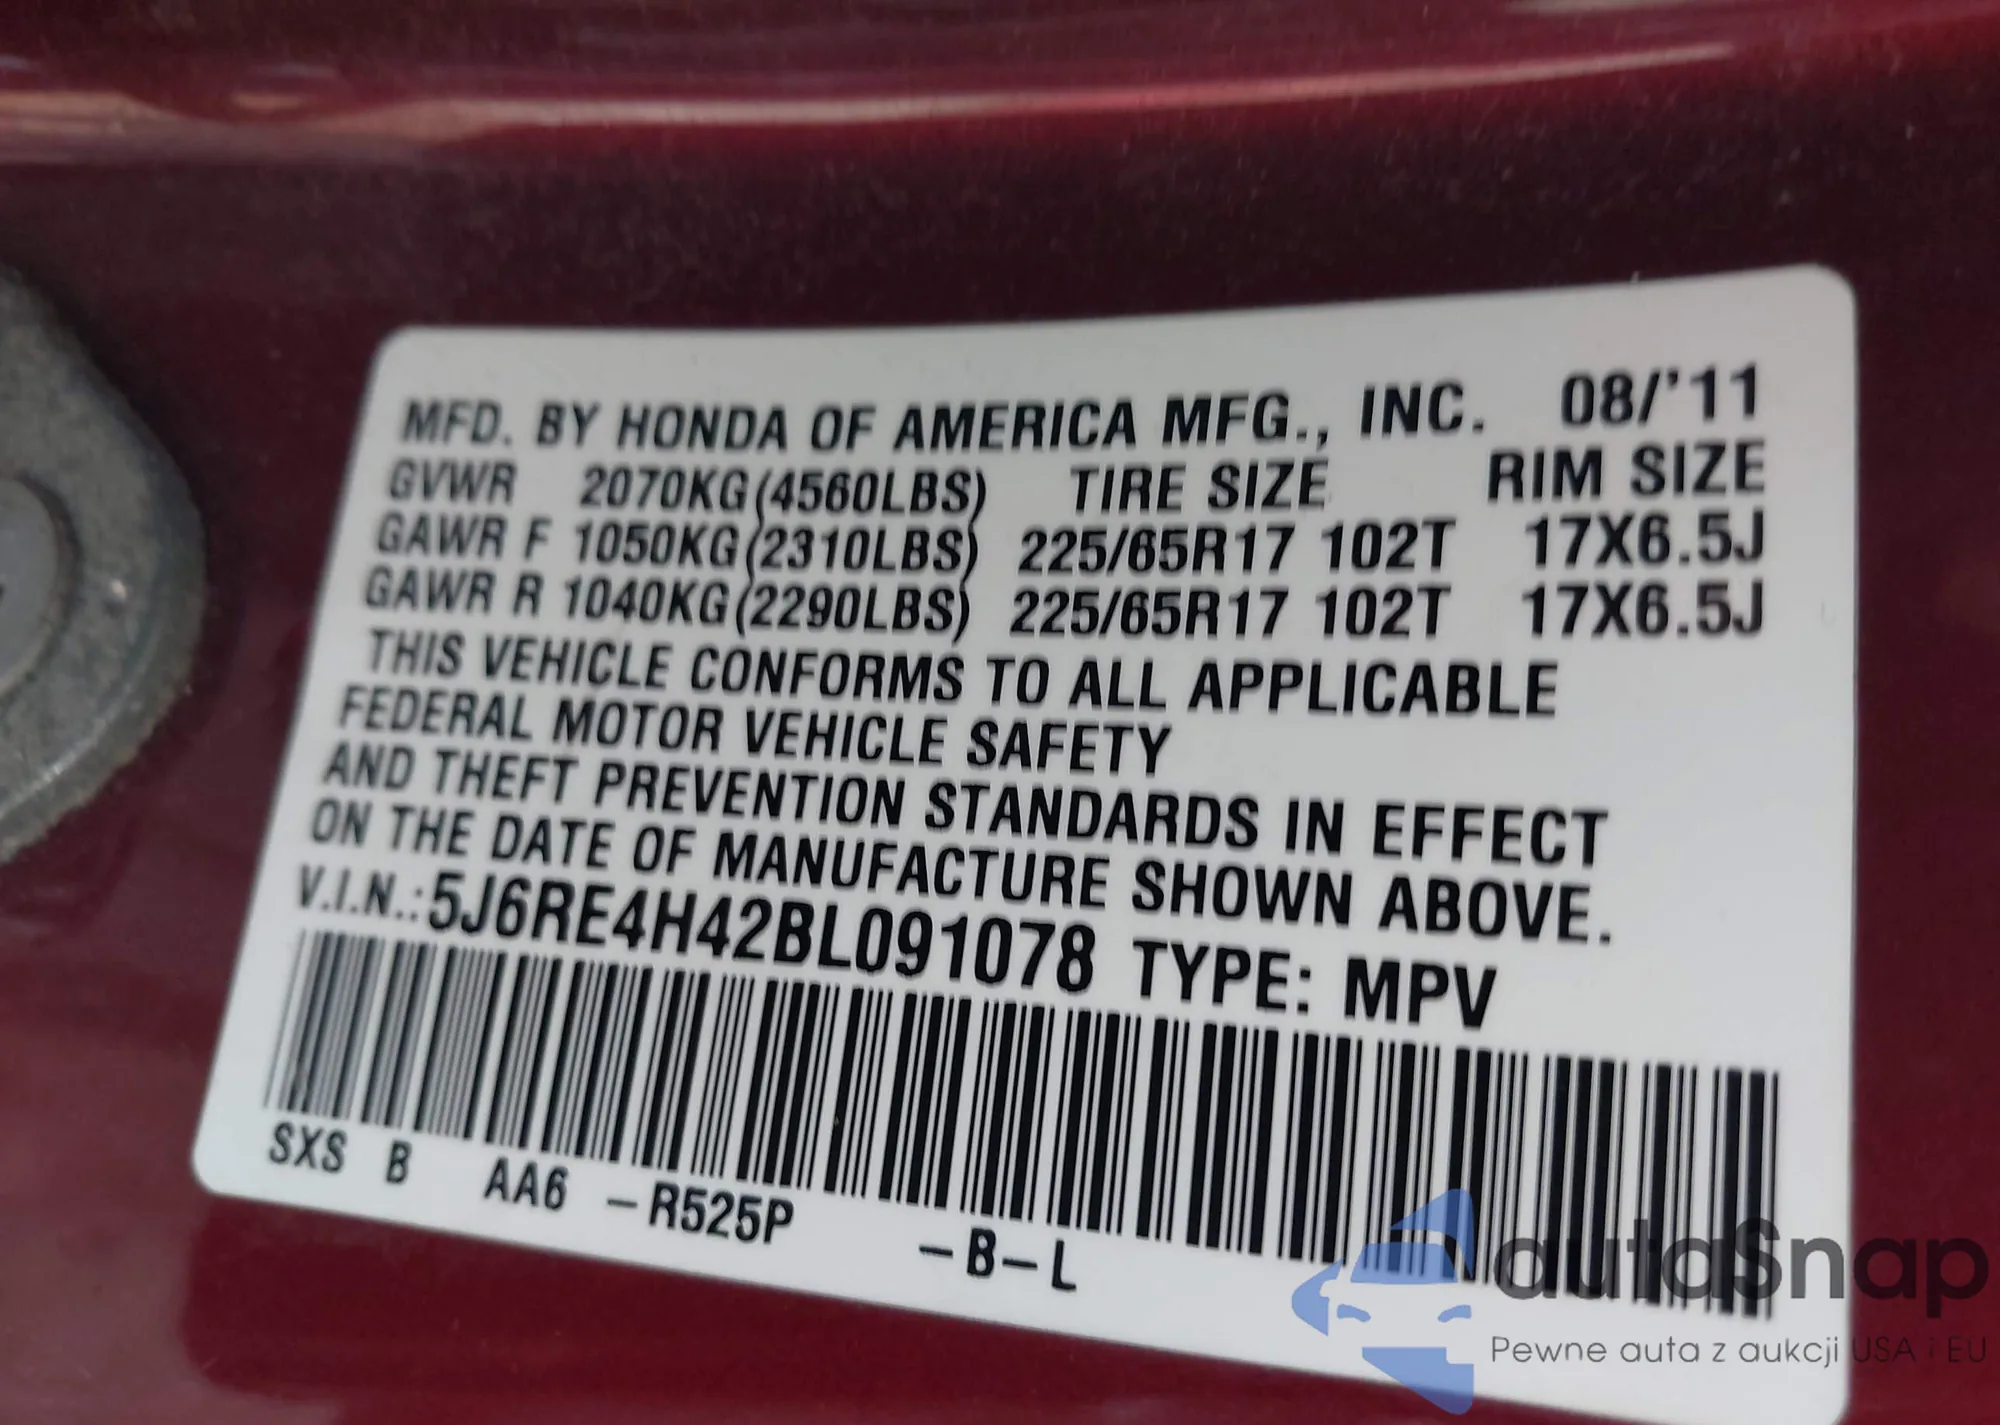 MFD. BY HONDA OF AMERICA MFG., INC. 08/'11
GVWR 2070KG(4560LBS) TIRE SIZE RIM SIZE
GAWR F 1050KG(2310LBS) 225/65R17 102T 17X6.5J
GAWR R 1040KG(2290LBS) 225/65R17 102T 17X6.5J
THIS VEHICLE CONFORMS TO ALL APPLICABLE
FEDERAL MOTOR VEHICLE SAFETY
AND THEFT PREVENTION STANDARDS IN EFFECT
ON THE DATE OF MANUFACTURE SHOWN ABOVE.
V.I.N.:5J6RE4H42BL091078 TYPE: MPV
SXS B AA6 -R525P -B-L
autaSnap
Pewne auta z aukcji USA i EU